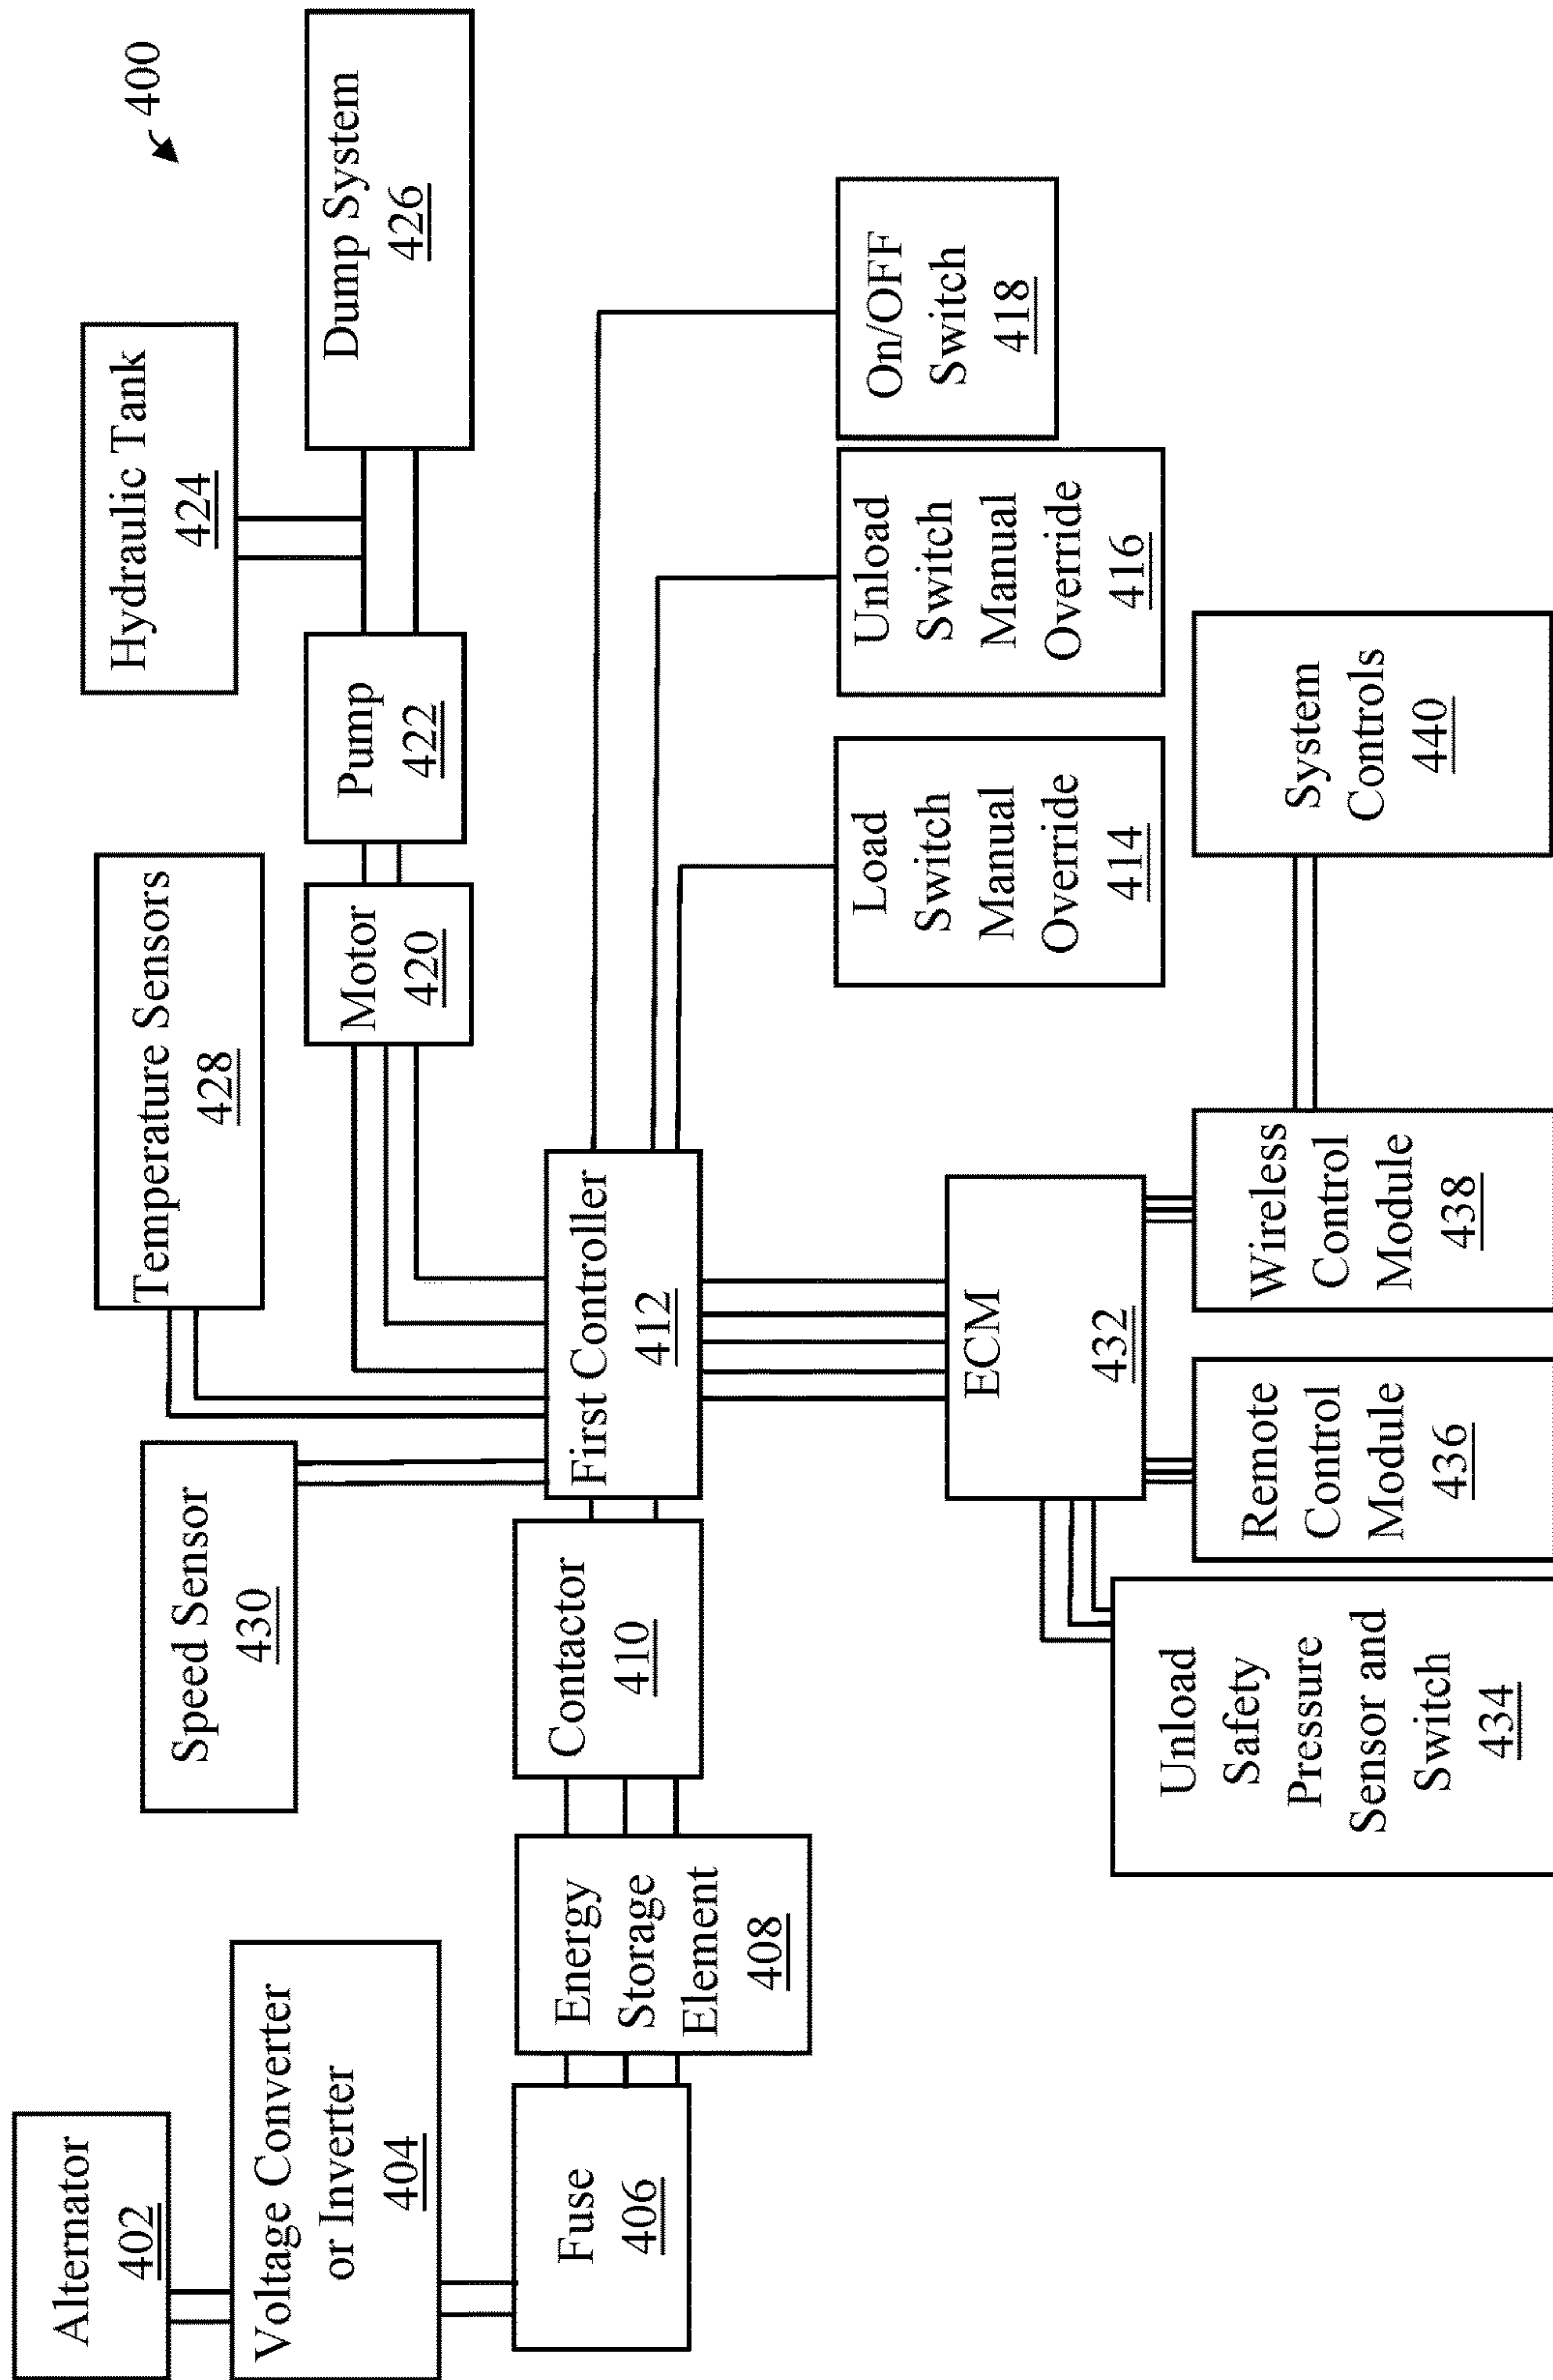 400
Alternator
402
Voltage Converter
or Inverter
404
Fuse
406
Energy
Storage
Element
408
Contactor
410
Speed Sensor
430
Temperature Sensors
428
First Controller
412
Motor
420
Pump
422
Hydraulic Tank
424
Dump System
426
Load
Switch
Manual
Override
414
Unload
Switch
Manual
Override
416
On/OFF
Switch
418
ECM
432
Unload
Safety
Pressure
Sensor and
Switch
434
Remote
Control
Module
436
Wireless
Control
Module
438
System
Controls
440